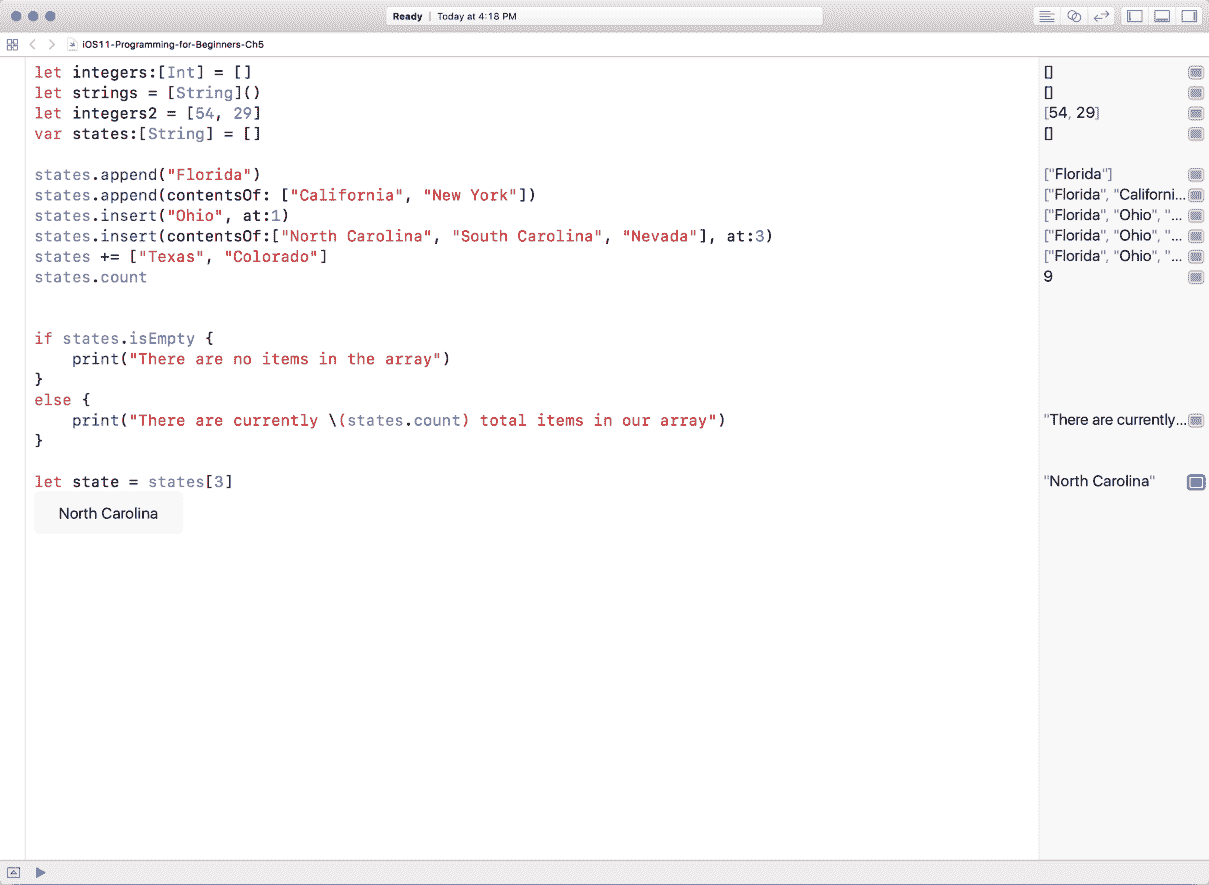 Ready | Today at 4:18 PM
iOS11-Programming-for-Beginners-Ch5
let integers:[Int] = []
[]
let strings = [String]()
[]
let integers2 = [54, 29]
[54, 29]
var states:[String] = []
[]
states.append("Florida")
["Florida"]
states.append(contentsOf: ["California", "New York"])
["Florida", "Californi...
states.insert("Ohio", at:1)
["Florida", "Ohio", "...
states.insert(contentsOf:["North Carolina", "South Carolina", "Nevada"], at:3)
["Florida", "Ohio", "...
states += ["Texas", "Colorado"]
["Florida", "Ohio", "...
states.count
9
if states.isEmpty {
print("There are no items in the array")
}
else {
print("There are currently \(states.count) total items in our array")
"There are currently...
}
let state = states[3]
"North Carolina"
North Carolina